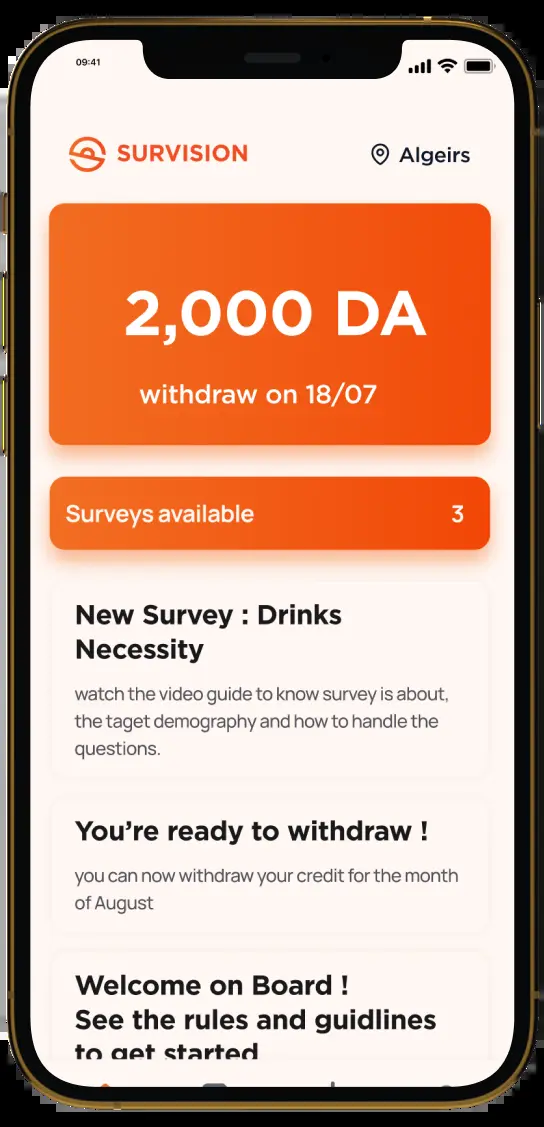 09:41
SURVISION
Algeirs
2,000 DA
withdraw on 18/07
Surveys available 3
New Survey : Drinks
Necessity
watch the video guide to know survey is about,
the taget demography and how to handle the
questions.
You’re ready to withdraw !
you can now withdraw your credit for the month
of August
Welcome on Board !
See the rules and guidlines
to get started